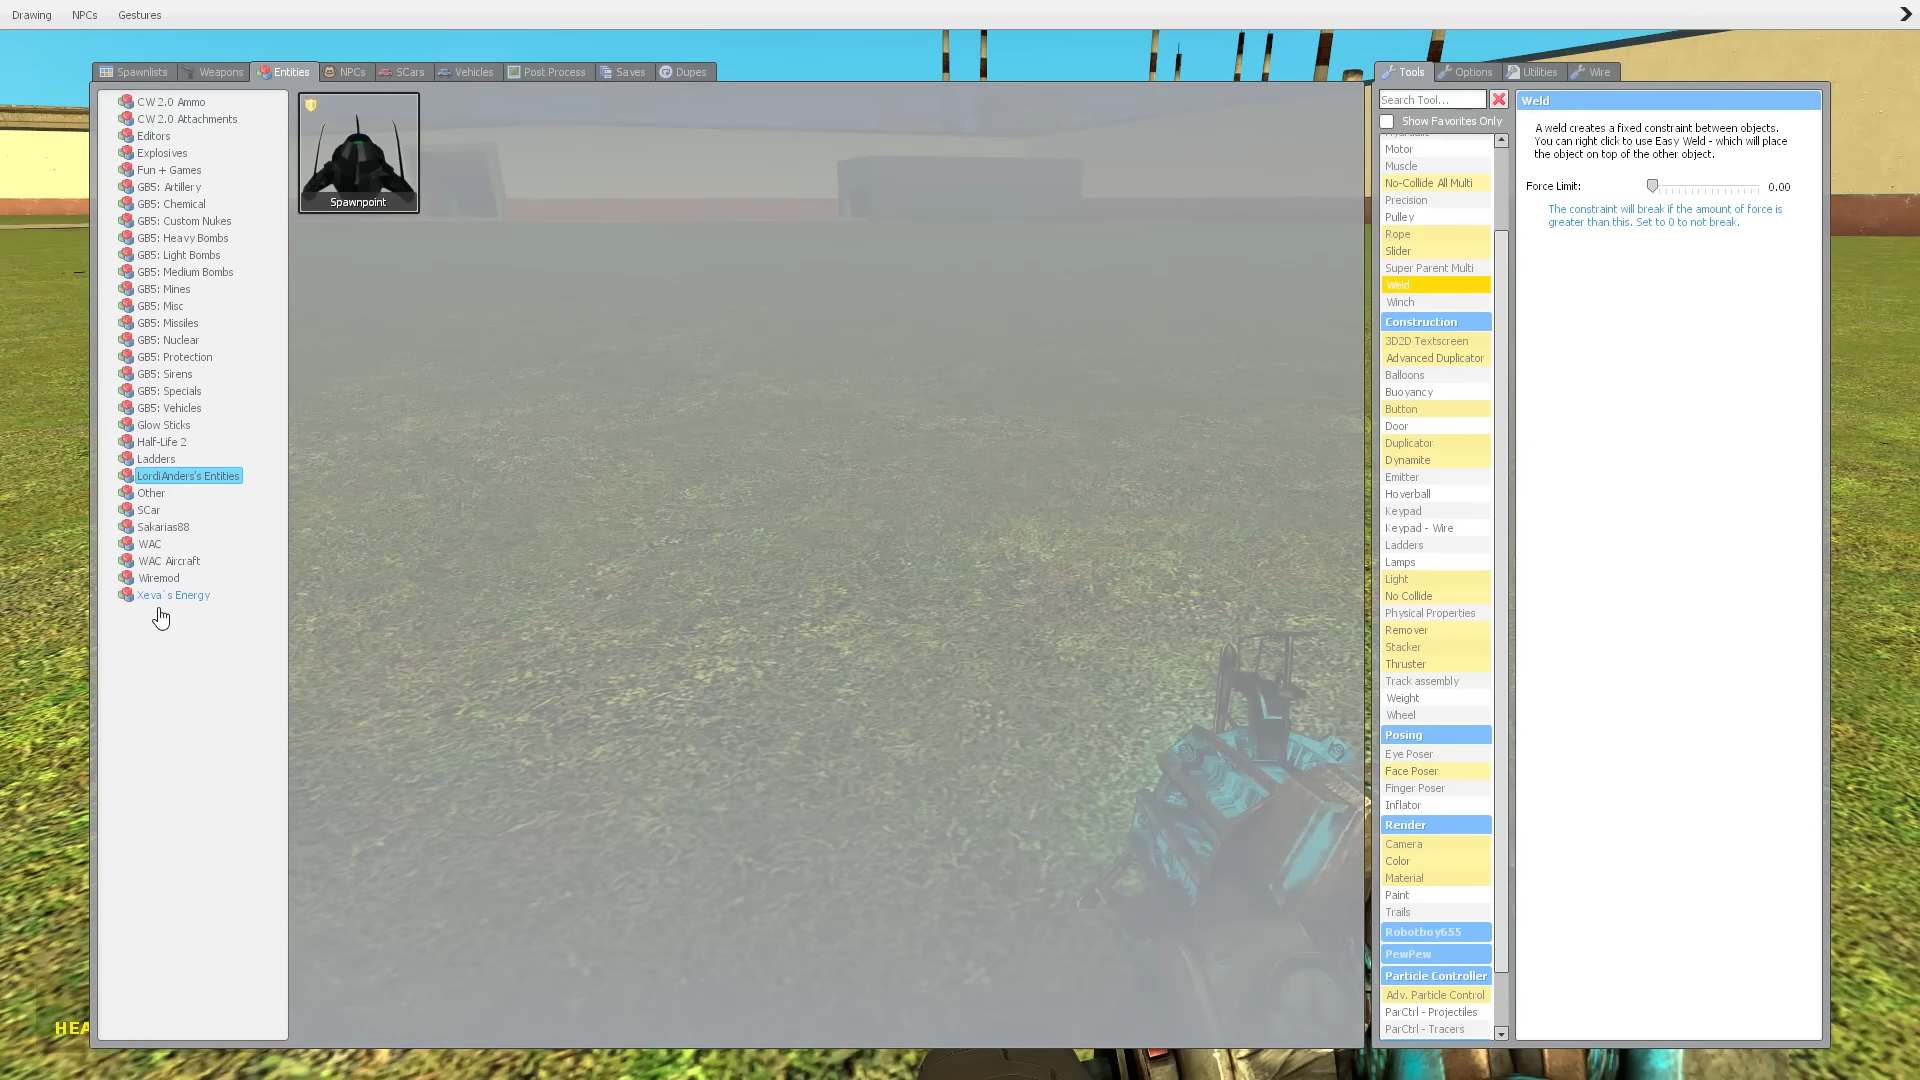 Drawing NPCs Gestures
Spawnlists Weapons Entities NPCs SCars Vehicles Post Process Saves Dupes
CW 2.0 Ammo
CW 2.0 Attachments
Editors
Explosives
Fun + Games
GB5: Artillery
GB5: Chemical
GB5: Custom Nukes
GB5: Heavy Bombs
GB5: Light Bombs
GB5: Medium Bombs
GB5: Mines
GB5: Misc
GB5: Missiles
GB5: Nuclear
GB5: Protection
GB5: Sirens
GB5: Specials
GB5: Vehicles
Glow Sticks
Half-Life 2
Ladders
LordiAnders's Entities
Other
SCar
Sakarias88
WAC
WAC Aircraft
Wiremod
Xeva`s Energy
Spawnpoint
HEA
Tools Options Utilities Wire
Search Tool...
Show Favorites Only
Hydraulic
Motor
Muscle
No-Collide All Multi
Precision
Pulley
Rope
Slider
Super Parent Multi
Weld
Winch
Construction
3D2D Textscreen
Advanced Duplicator
Balloons
Buoyancy
Button
Door
Duplicator
Dynamite
Emitter
Hoverball
Keypad
Keypad - Wire
Ladders
Lamps
Light
No Collide
Physical Properties
Remover
Stacker
Thruster
Track assembly
Weight
Wheel
Posing
Eye Poser
Face Poser
Finger Poser
Inflator
Render
Camera
Color
Material
Paint
Trails
Robotboy655
PewPew
Particle Controller
Adv. Particle Control
ParCtrl - Projectiles
ParCtrl - Tracers
Weld
A weld creates a fixed constraint between objects.
You can right click to use Easy Weld - which will place
the object on top of the other object.
Force Limit: 0.00
The constraint will break if the amount of force is
greater than this. Set to 0 to not break.